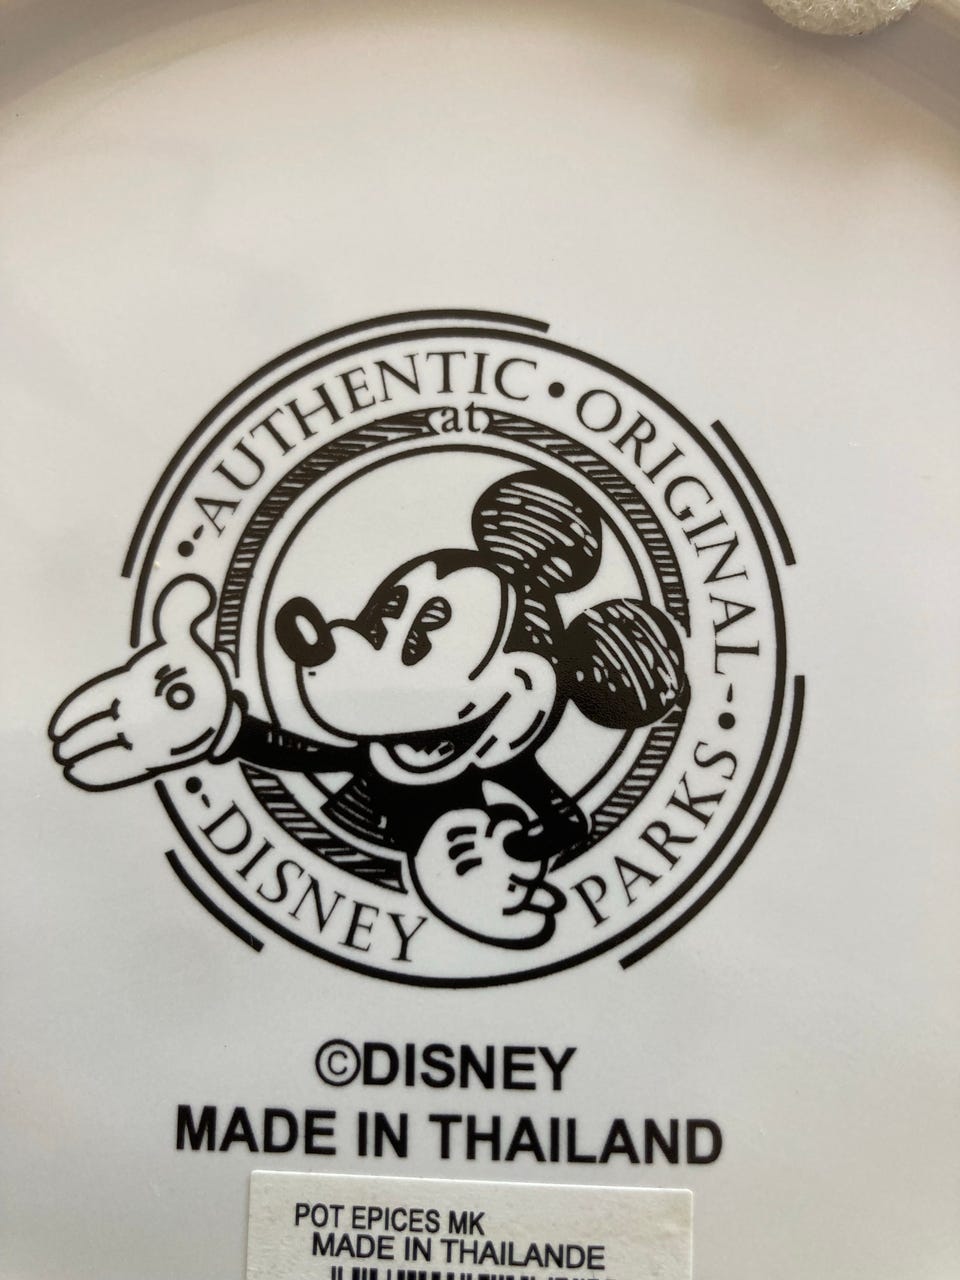 AUTHENTIC • ORIGINAL
at
DISNEY PARKS
©DISNEY
MADE IN THAILAND
POT EPICES MK
MADE IN THAILANDE